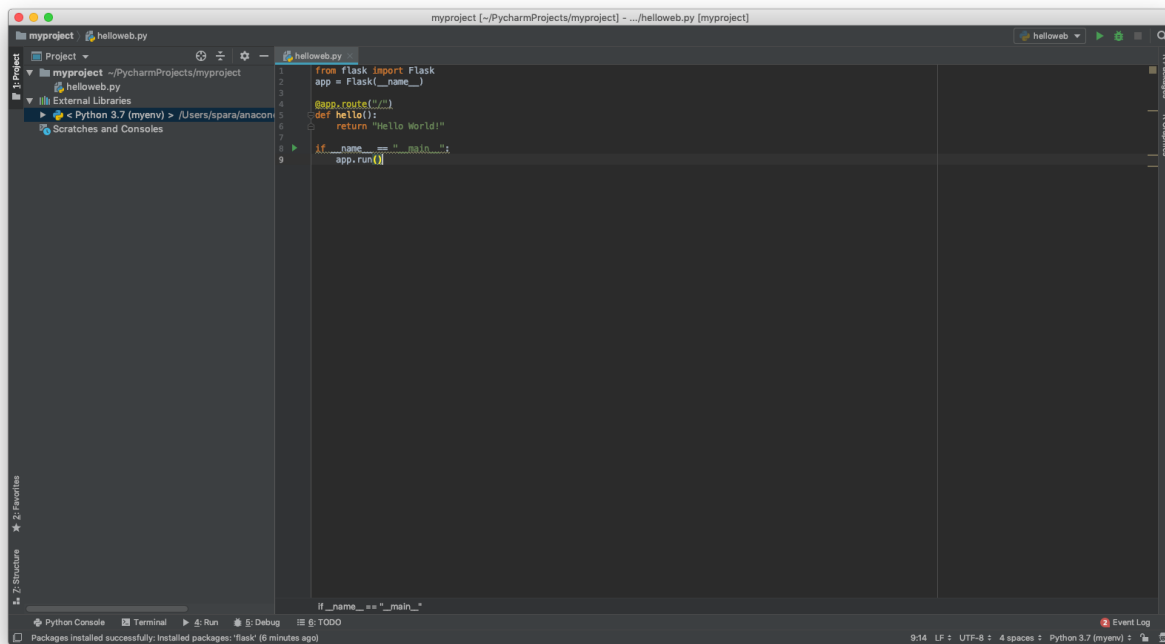 myproject [~/PycharmProjects/myproject] - .../helloweb.py [myproject]
myproject helloweb.py
helloweb
1: Project
Project
helloweb.py
myproject ~/PycharmProjects/myproject
helloweb.py
External Libraries
< Python 3.7 (myenv) > /Users/spara/anacon
Scratches and Consoles
1 from flask import Flask
2 app = Flask(__name__)
3
4 @app.route("/")
5 def hello():
6 return "Hello World!"
7
8 if __name__ == "__main__":
9 app.run()
2: Favorites
7: Structure
if __name__ == "__main__"
Python Console Terminal 4: Run 5: Debug 6: TODO
2 Event Log
Packages installed successfully: Installed packages: 'flask' (6 minutes ago)
9:14 LF UTF-8 4 spaces Python 3.7 (myenv)